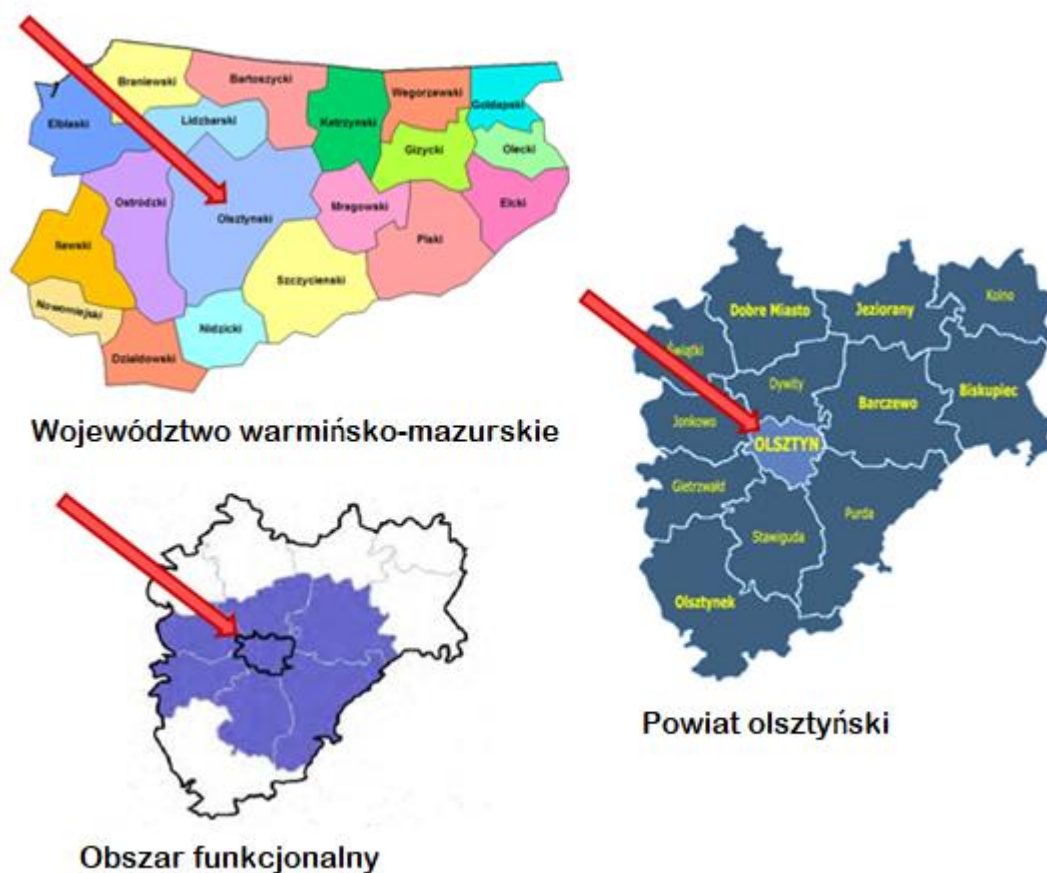 Braniewski
Bartoszycki
Węgorzewski
Gołdapski
Elbląski
Lidzbarski
Kętrzyński
Giżycki
Olecki
Ostródzki
Olsztyński
Mrągowski
Ełcki
Iławski
Piski
Szczycieński
Nowomiejski
Nidzicki
Działdowski
Województwo warmińsko-mazurskie
Dobre Miasto
Jeziorany
Kolno
Świątki
Dywity
Barczewo
Biskupiec
Jonkowo
OLSZTYN
Gietrzwałd
Purda
Stawiguda
Olsztynek
Powiat olsztyński
Obszar funkcjonalny